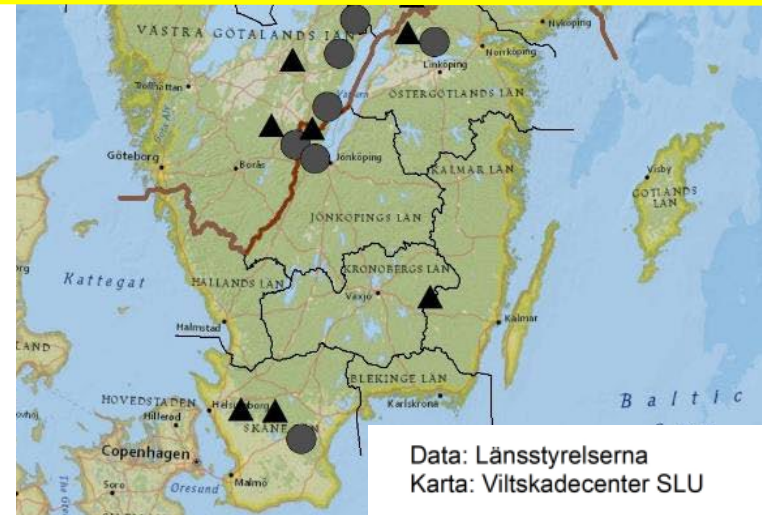 Nyköping
VÄSTRA GÖTALANDS LÄN
Norrköping
Linköping
Trollhättan
ÖSTERGÖTLANDS LÄN
Göteborg
Borås
Jönköping
KALMAR LÄN
Visby
GOTLANDS
LÄN
JÖNKÖPINGS LÄN
Kattegat
HALLANDS LÄN
KRONOBERGS LÄN
Växjö
Kalmar
Halmstad
BLEKINGE LÄN
Baltic
HOVEDSTADEN
Hillerød
Karlskrona
Copenhagen
Malmö
Oresund
Data: Länsstyrelserna
Karta: Viltskadecenter SLU